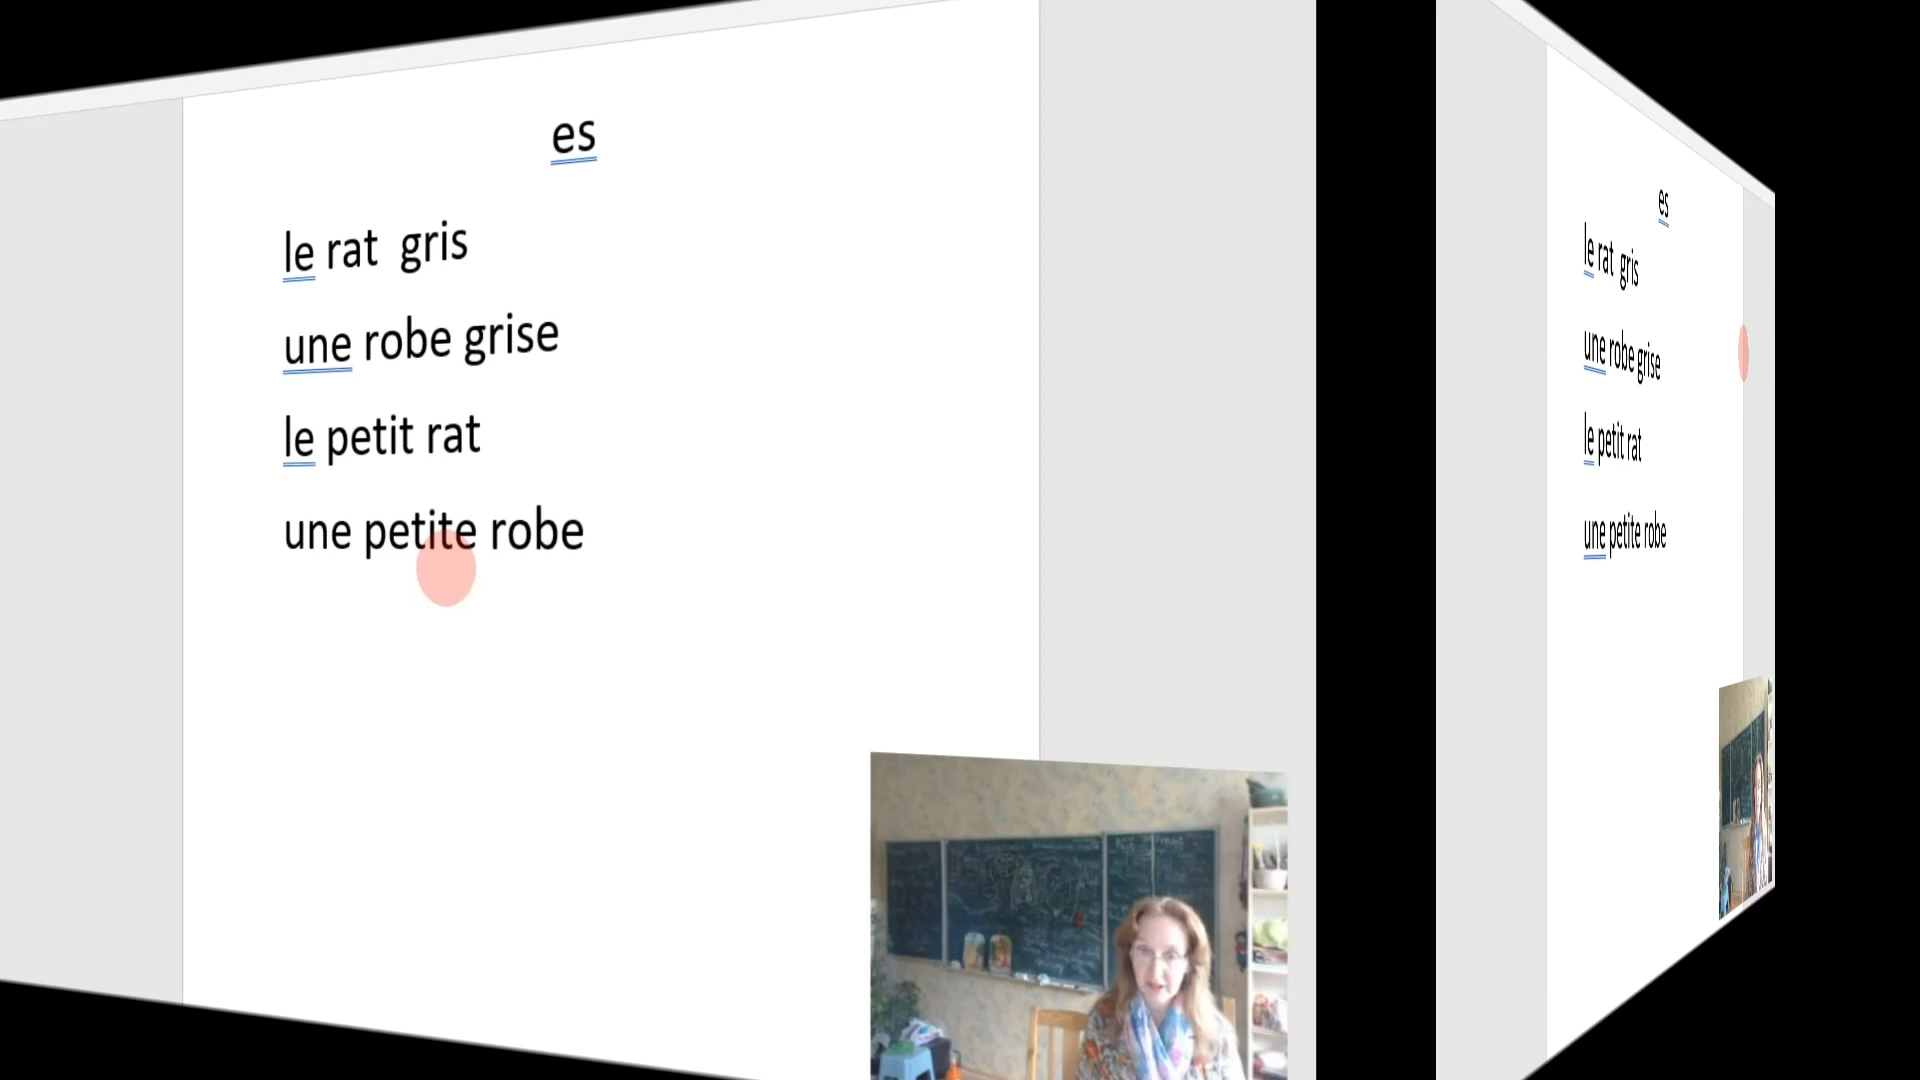 es
le rat gris
une robe grise
le petit rat
une petite robe
es
le rat gris
une robe grise
le petit rat
une petite robe